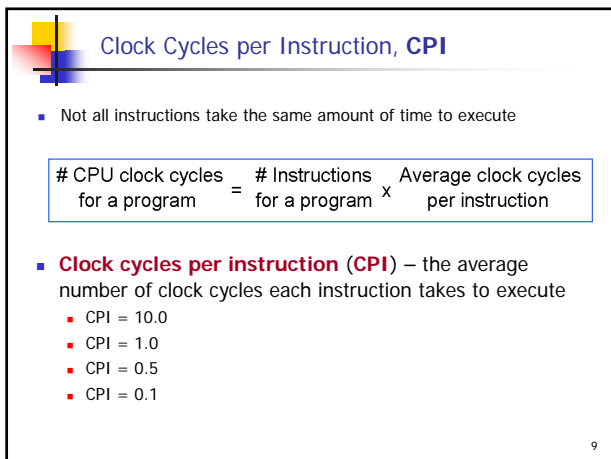 Clock Cycles per Instruction, CPI
Not all instructions take the same amount of time to execute
# CPU clock cycles for a program = # Instructions for a program x Average clock cycles per instruction
Clock cycles per instruction (CPI) – the average
number of clock cycles each instruction takes to execute
CPI = 10.0
CPI = 1.0
CPI = 0.5
CPI = 0.1
9